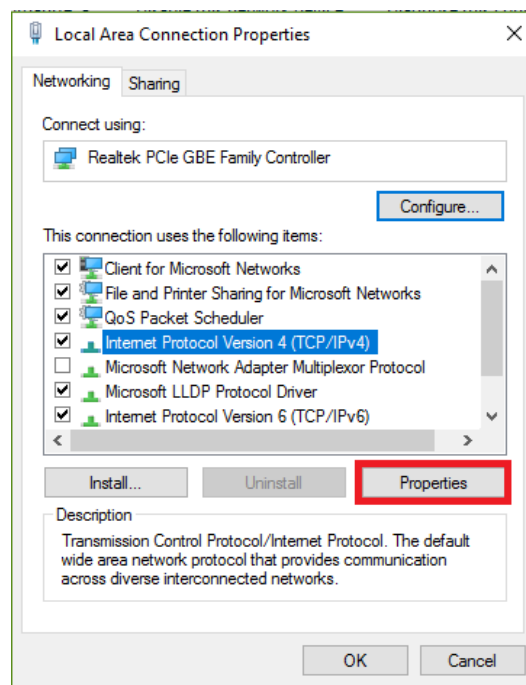 Local Area Connection Properties
Networking
Sharing
Connect using:
Realtek PCIe GBE Family Controller
Configure...
This connection uses the following items:
Client for Microsoft Networks
File and Printer Sharing for Microsoft Networks
QoS Packet Scheduler
Internet Protocol Version 4 (TCP/IPv4)
Microsoft Network Adapter Multiplexor Protocol
Microsoft LLDP Protocol Driver
Internet Protocol Version 6 (TCP/IPv6)
Install...
Uninstall
Properties
Description
Transmission Control Protocol/Internet Protocol. The default
wide area network protocol that provides communication
across diverse interconnected networks.
OK
Cancel